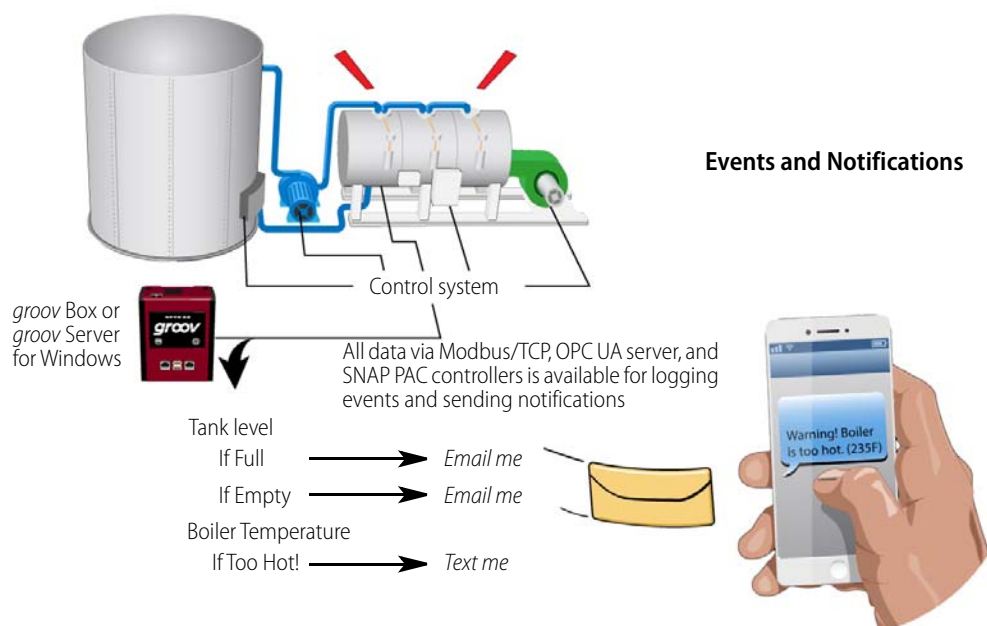 Events and Notifications
Control system
groov Box or
groov Server
for Windows
groov
All data via Modbus/TCP, OPC UA server, and
SNAP PAC controllers is available for logging
events and sending notifications
Tank level
If Full
Email me
If Empty
Email me
Boiler Temperature
If Too Hot!
Text me
Warning! Boiler
is too hot. (235F)